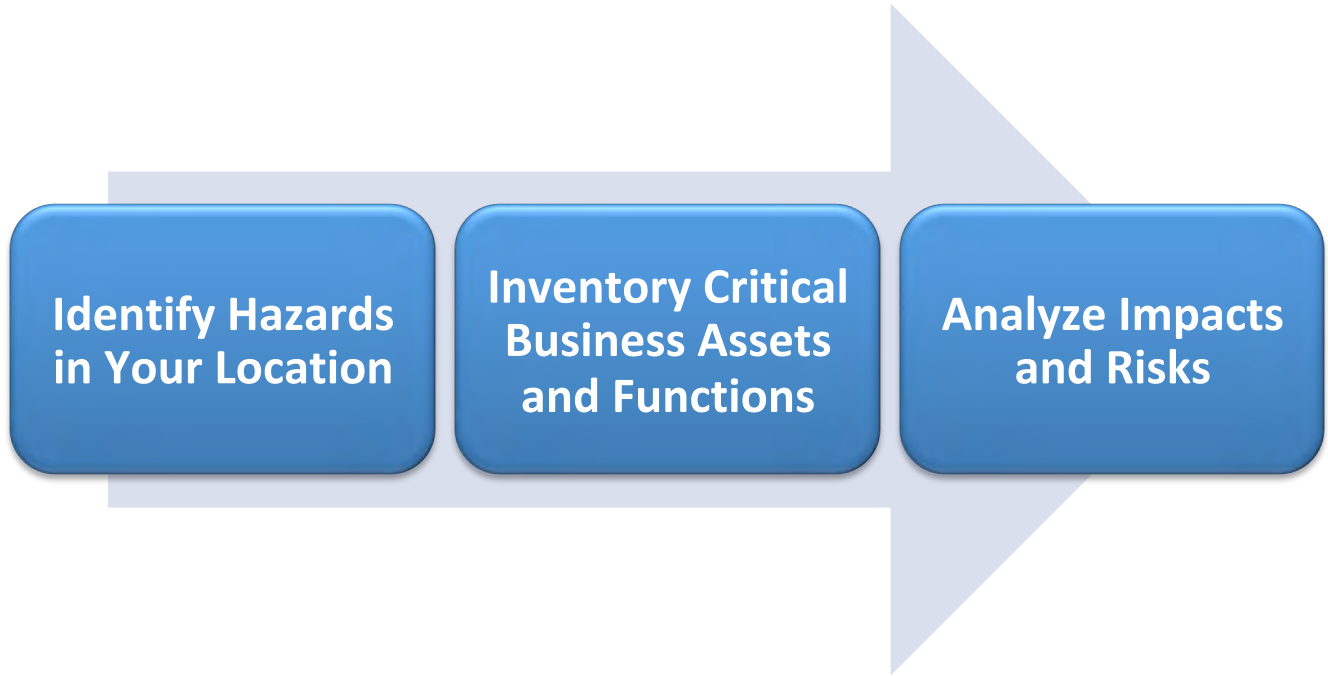 Identify Hazards
in Your Location
Inventory Critical
Business Assets
and Functions
Analyze Impacts
and Risks